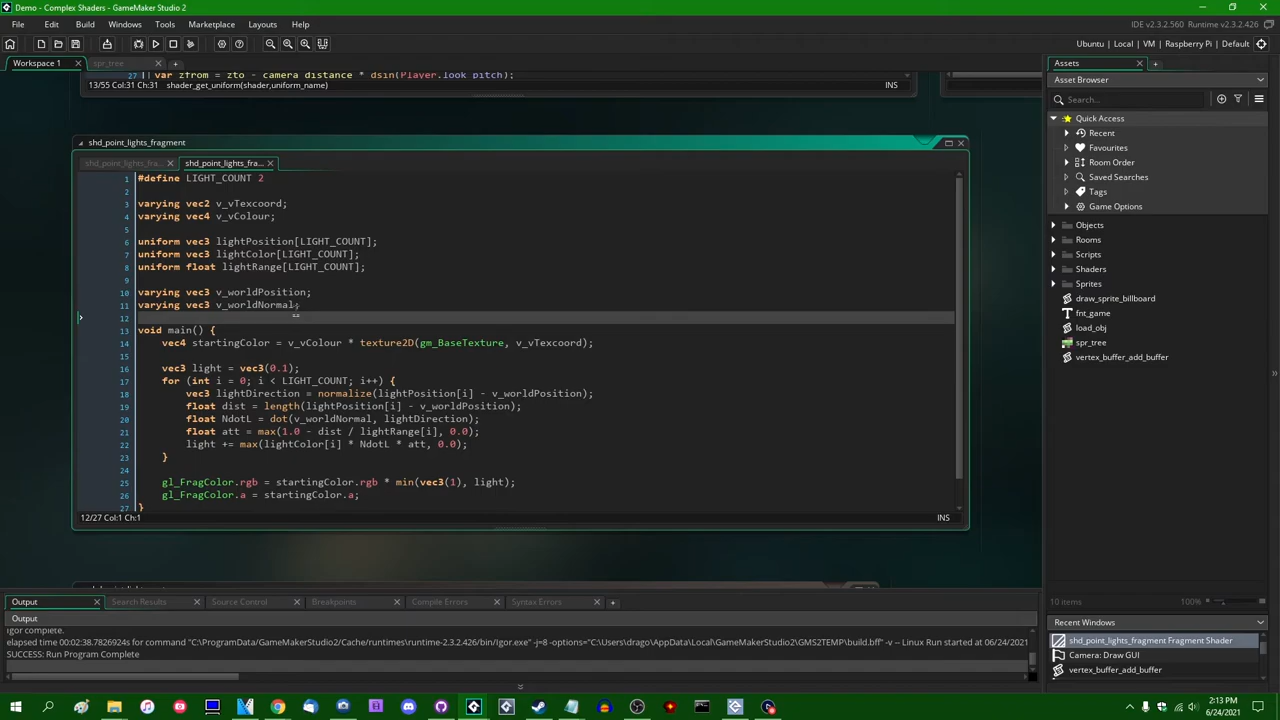 Demo - Complex Shaders - GameMaker Studio 2
File Edit Build Windows Tools Marketplace Layouts Help
IDE v2.3.2.560 Runtime v2.3.2.426
Ubuntu | Local | VM | Raspberry Pi | Default
Workspace 1 spr_tree
27 var zfrom = zto - camera_distance * dsin(Player.look_pitch);
13/55 Col:31 Ch:31 shader_get_uniform(shader,uniform_name) INS
shd_point_lights_fragment
shd_point_lights_fra... shd_point_lights_fra...
1 #define LIGHT_COUNT 2
2
3 varying vec2 v_vTexcoord;
4 varying vec4 v_vColour;
5
6 uniform vec3 lightPosition[LIGHT_COUNT];
7 uniform vec3 lightColor[LIGHT_COUNT];
8 uniform float lightRange[LIGHT_COUNT];
9
10 varying vec3 v_worldPosition;
11 varying vec3 v_worldNormal;
12
13 void main() {
14 vec4 startingColor = v_vColour * texture2D(gm_BaseTexture, v_vTexcoord);
15
16 vec3 light = vec3(0.1);
17 for (int i = 0; i < LIGHT_COUNT; i++) {
18 vec3 lightDirection = normalize(lightPosition[i] - v_worldPosition);
19 float dist = length(lightPosition[i] - v_worldPosition);
20 float NdotL = dot(v_worldNormal, lightDirection);
21 float att = max(1.0 - dist / lightRange[i], 0.0);
22 light += max(lightColor[i] * NdotL * att, 0.0);
23 }
24
25 gl_FragColor.rgb = startingColor.rgb * min(vec3(1), light);
26 gl_FragColor.a = startingColor.a;
27 }
12/27 Col:1 Ch:1 INS
Output Search Results Source Control Breakpoints Compile Errors Syntax Errors
Output
Igor complete.
elapsed time 00:02:38.7826924s for command "C:\ProgramData/GameMakerStudio2/Cache/runtimes\runtime-2.3.2.426/bin/Igor.exe" -j=8 -options="C:\Users\drago\AppData\Local\GameMakerStudio2\GMS2TEMP\build.bff" -v -- Linux Run started at 06/24/2021
SUCCESS: Run Program Complete
Assets
Asset Browser
Search...
Quick Access
Recent
Favourites
Room Order
Saved Searches
Tags
Game Options
Objects
Rooms
Scripts
Shaders
Sprites
draw_sprite_billboard
fnt_game
load_obj
spr_tree
vertex_buffer_add_buffer
10 items 100%
Recent Windows
shd_point_lights_fragment Fragment Shader
Camera: Draw GUI
vertex_buffer_add_buffer
2:13 PM
6/24/2021